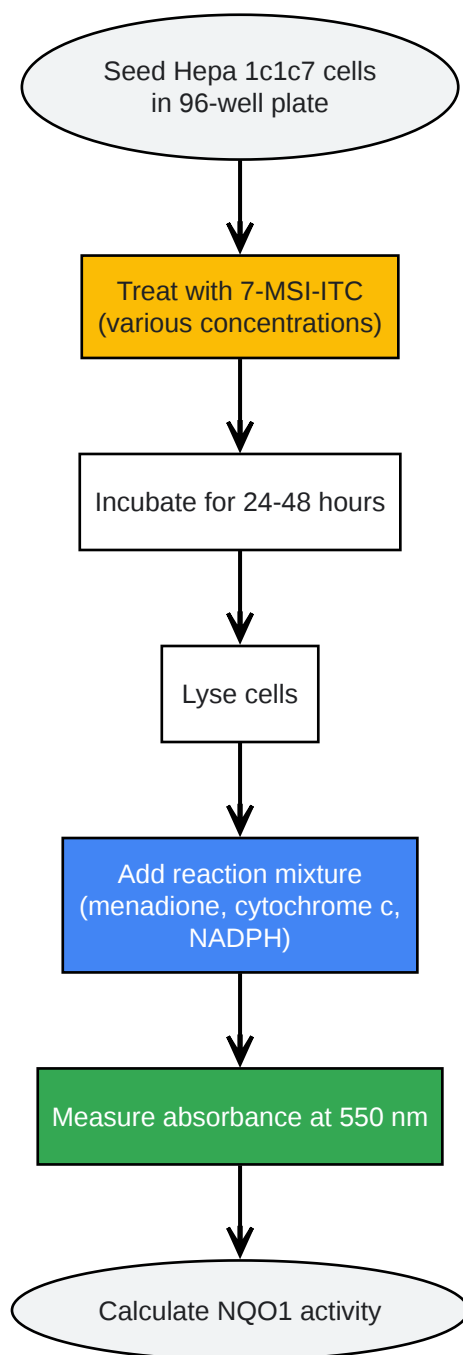 Seed Hepa 1c1c7 cells
in 96-well plate
Treat with 7-MSI-ITC
(various concentrations)
Incubate for 24-48 hours
Lyse cells
Add reaction mixture
(menadione, cytochrome c,
NADPH)
Measure absorbance at 550 nm
Calculate NQO1 activity